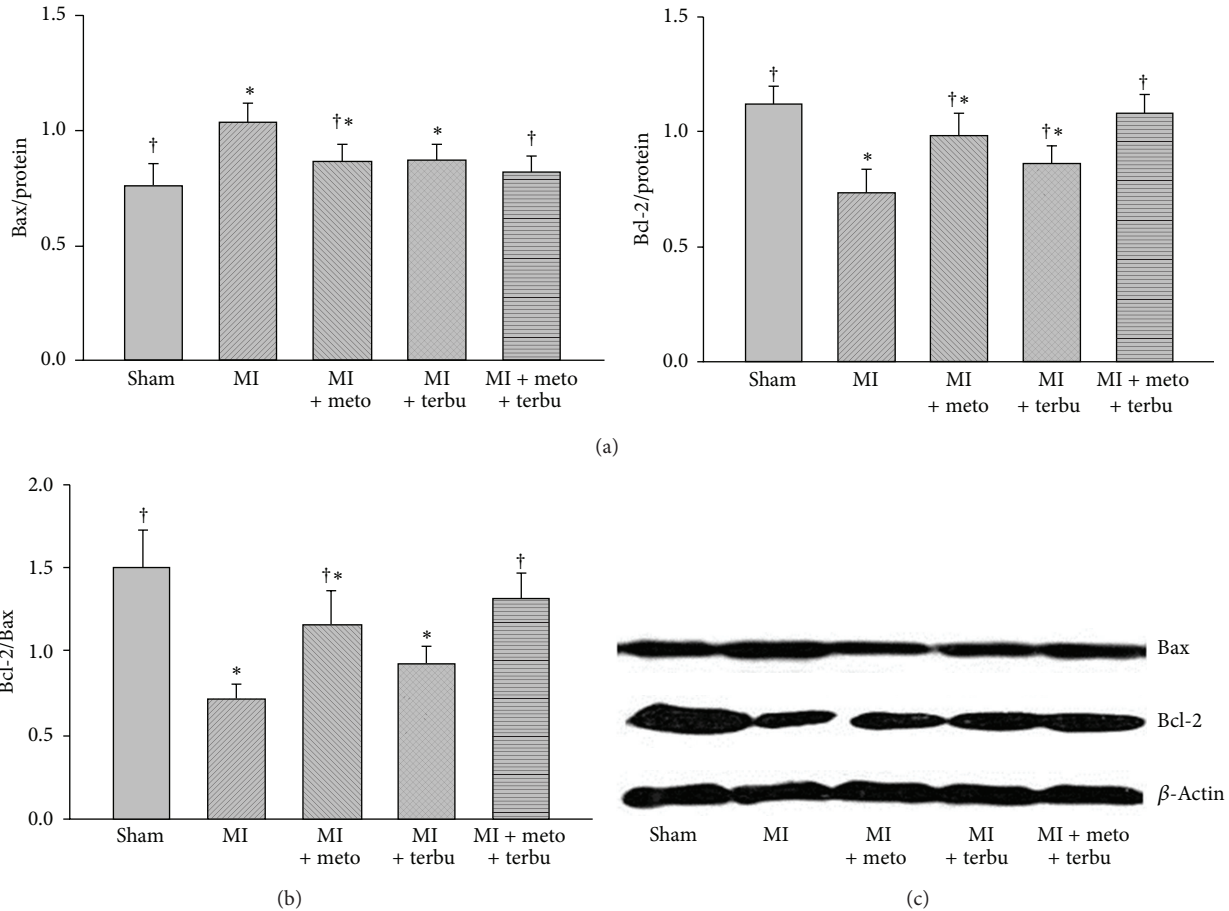 1.5
†
*
†*
*
†
1.0
0.5
0.0
Bax/protein
Sham
MI
MI
+ meto
MI
+ terbu
MI + meto
+ terbu
1.5
†
*
†*
†*
†
1.0
0.5
0.0
Bcl-2/protein
Sham
MI
MI
+ meto
MI
+ terbu
MI + meto
+ terbu
(a)
2.0
†
*
†*
*
†
1.5
1.0
0.5
0.0
Bcl-2/Bax
Sham
MI
MI
+ meto
MI
+ terbu
MI + meto
+ terbu
(b)
Bax
Bcl-2
β-Actin
Sham
MI
MI
+ meto
MI
+ terbu
MI + meto
+ terbu
(c)